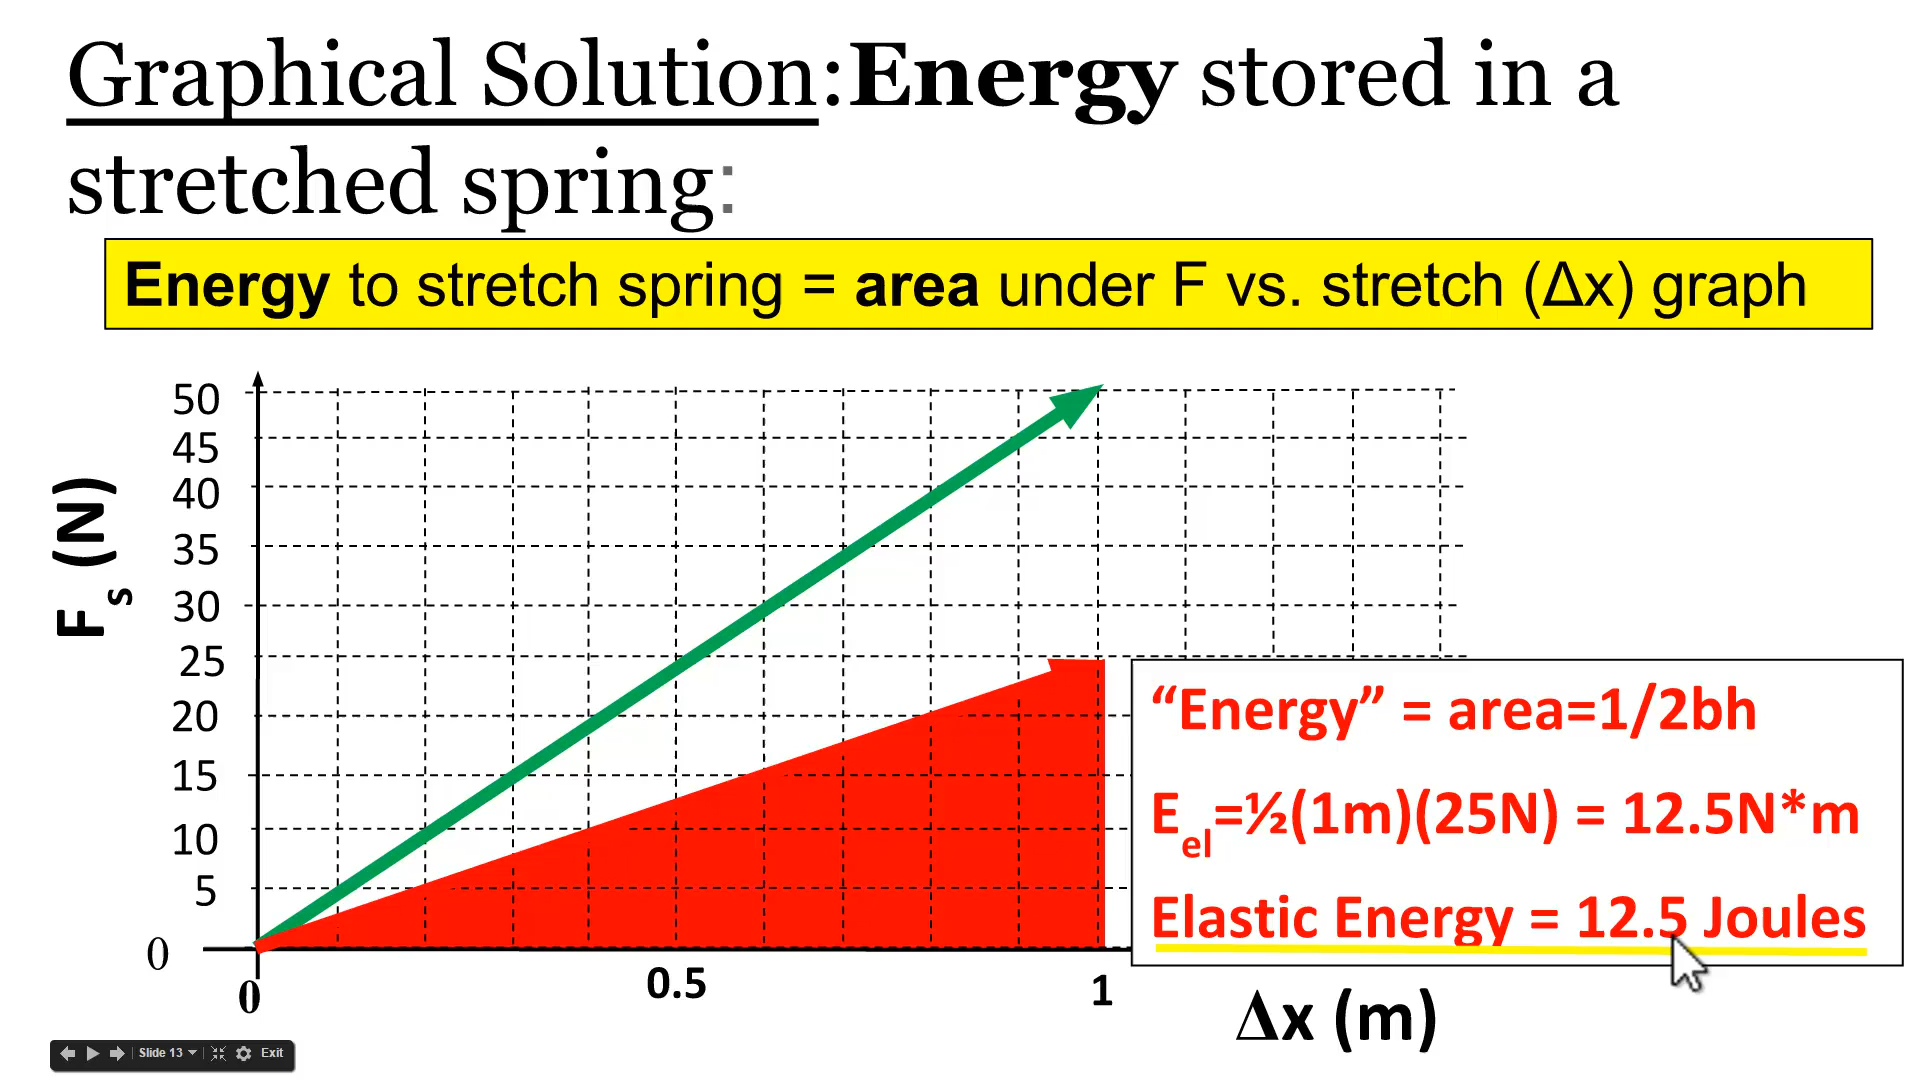 Graphical Solution:Energy stored in a
stretched spring:
Energy to stretch spring = area under F vs. stretch (Δx) graph
50
45
40
35
30
25
20
15
10
5
0
Fs (N)
0
0.5
1
Δx (m)
“Energy” = area=1/2bh
Eel=½(1m)(25N) = 12.5N*m
Elastic Energy = 12.5 Joules
Slide 13
Exit